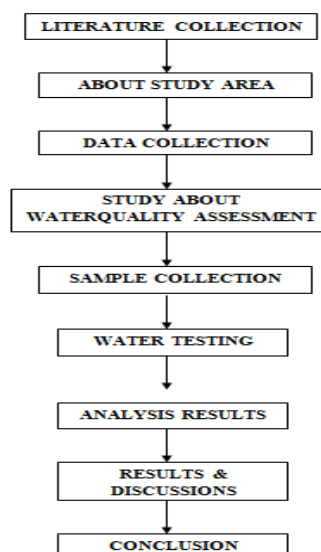 LITERATURE COLLECTION
ABOUT STUDY AREA
DATA COLLECTION
STUDY ABOUT
WATERQUALITY ASSESSMENT
SAMPLE COLLECTION
WATER TESTING
ANALYSIS RESULTS
RESULTS &
DISCUSSIONS
CONCLUSION